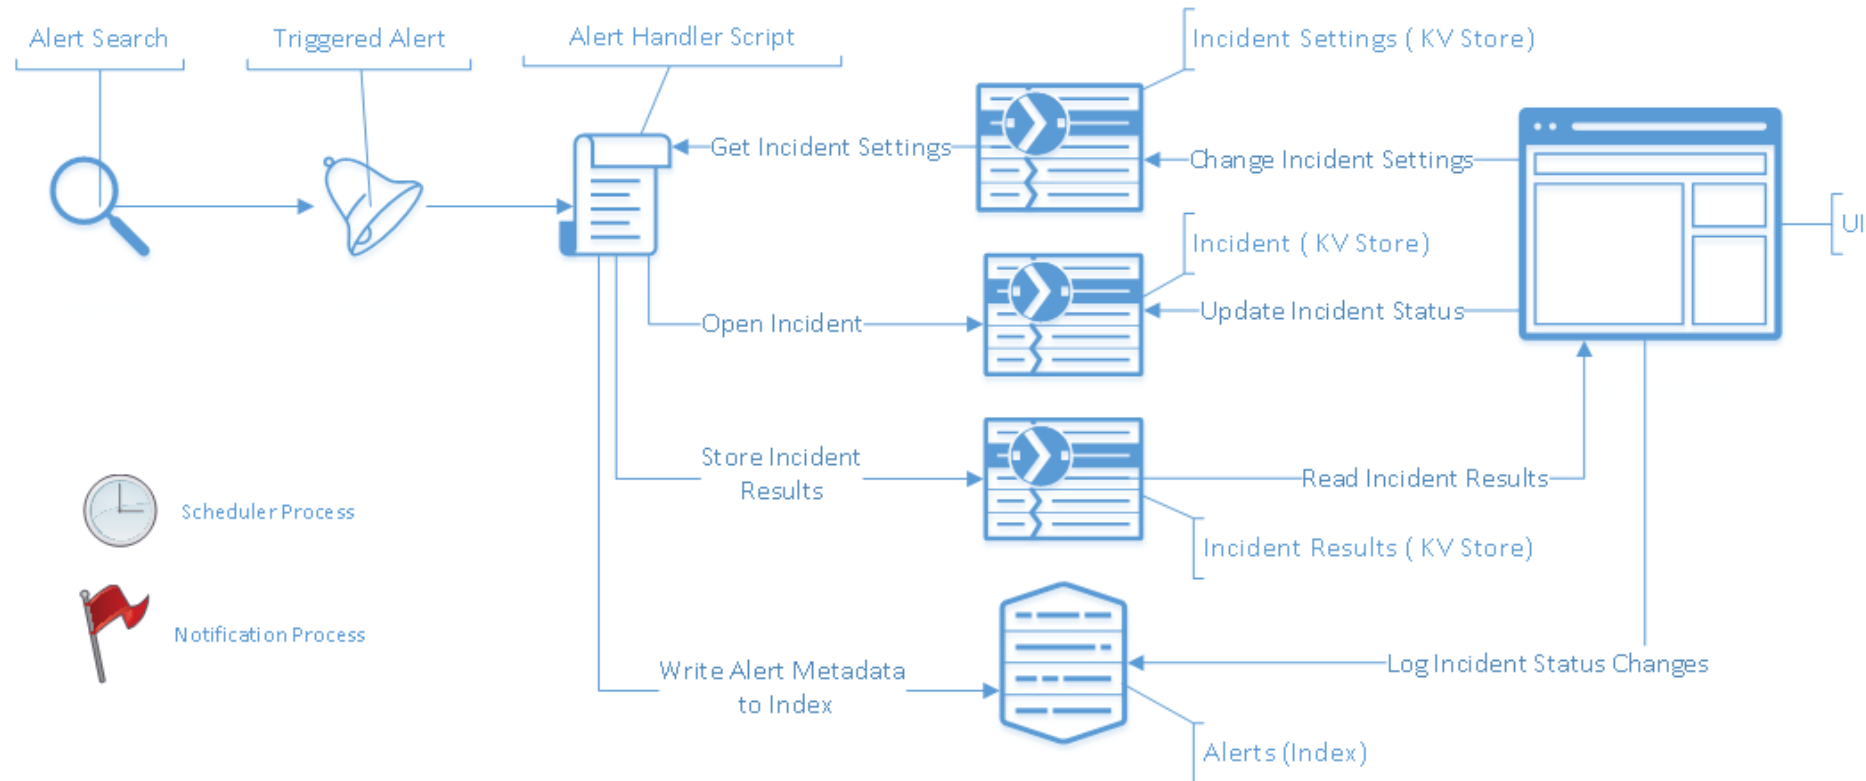 Alert Search
Triggered Alert
Alert Handler Script
Incident Settings ( KV Store)
Get Incident Settings
Change Incident Settings
UI
Incident ( KV Store)
Open Incident
Update Incident Status
Store Incident
Results
Read Incident Results
Scheduler Process
Incident Results ( KV Store)
Notification Process
Write Alert Metadata
to Index
Log Incident Status Changes
Alerts (Index)